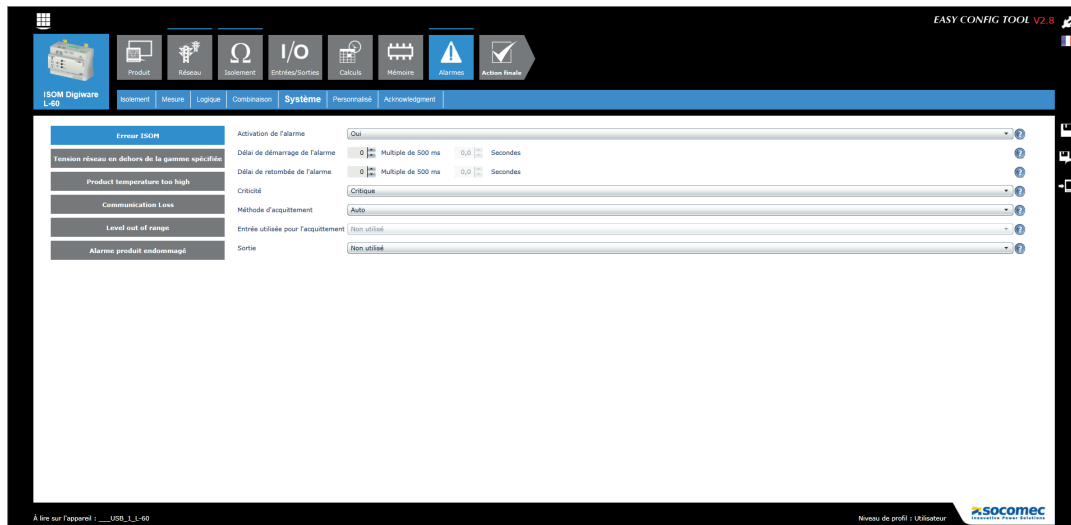 EASY CONFIG TOOL V2.8
Produit
Réseau
Ω
Isolement
I/O
Entrées/Sorties
Calculs
Mémoire
Alarmes
Action finale
ISOM Digiware
L-60
Isolement
Mesure
Logique
Combinaison
Système
Personnalisé
Acknowledgment
Erreur ISOM
Tension réseau en dehors de la gamme spécifiée
Product temperature too high
Communication Loss
Level out of range
Alarme produit endommagé
Activation de l'alarme Oui ?
Délai de démarrage de l'alarme 0 Multiple de 500 ms 0,0 Secondes ?
Délai de retombée de l'alarme 0 Multiple de 500 ms 0,0 Secondes ?
Criticité Critique ?
Méthode d'acquittement Auto ?
Entrée utilisée pour l'acquittement Non utilisé ?
Sortie Non utilisé ?
À lire sur l'appareil : ___USB_1_L-60
Niveau de profil : Utilisateur
socomec
Innovative Power Solutions